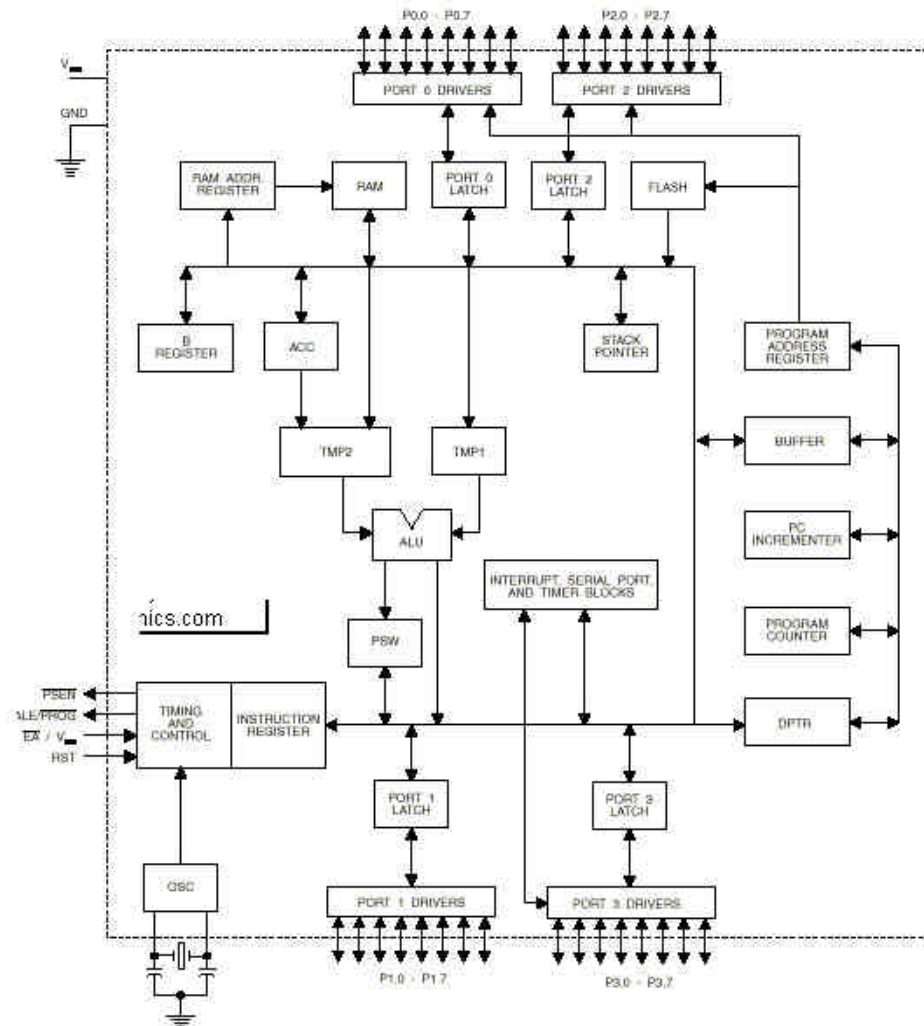 P0.0 - P0.7
P2.0 - P2.7
V
GND
PORT 0 DRIVERS
PORT 2 DRIVERS
RAM ADDR.
REGISTER
RAM
PORT 0
LATCH
PORT 2
LATCH
FLASH
B
REGISTER
ACC
STACK
POINTER
PROGRAM
ADDRESS
REGISTER
BUFFER
TMP2
TMP1
ALU
PC
INCREMENTER
INTERRUPT, SERIAL PORT,
AND TIMER BLOCKS
nics.com
PSW
PROGRAM
COUNTER
PSEN
ALE/PROG
EA / V
RST
TIMING
AND
CONTROL
INSTRUCTION
REGISTER
DPTR
PORT 1
LATCH
PORT 3
LATCH
OSC
PORT 1 DRIVERS
PORT 3 DRIVERS
P1.0 - P1.7
P3.0 - P3.7